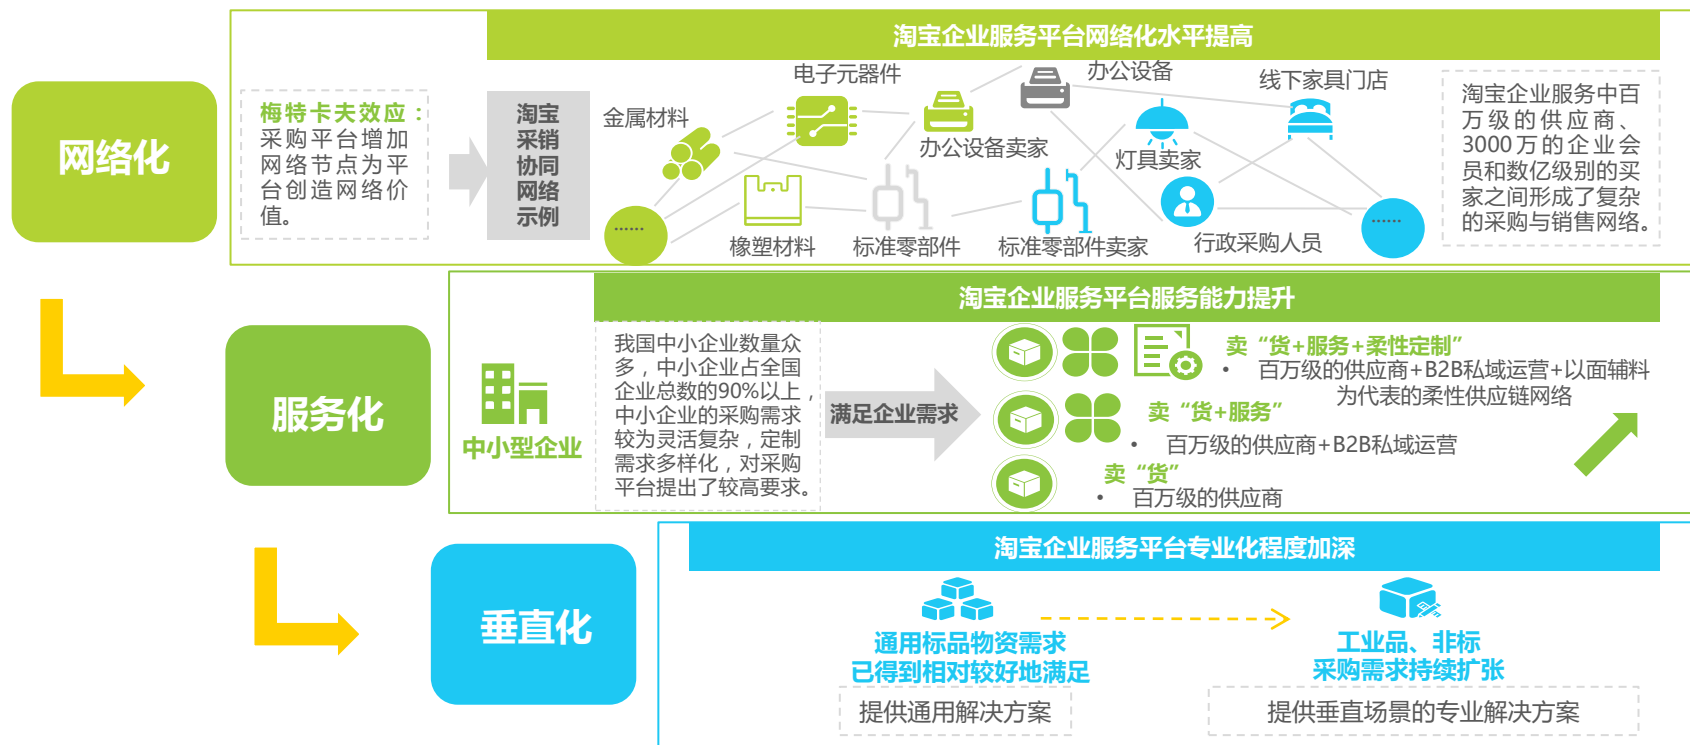 淘宝企业服务平台网络化水平提高
网络化
梅特卡夫效应：
采购平台增加
网络节点为平
台创造网络价
值。
淘宝
采销
协同
网络
示例
电子元器件
办公设备
线下家具门店
金属材料
办公设备卖家
灯具卖家
......
橡塑材料
标准零部件
标准零部件卖家
行政采购人员
......
淘宝企业服务中百
万级的供应商、
3000万的企业会
员和数亿级别的买
家之间形成了复杂
的采购与销售网络。
淘宝企业服务平台服务能力提升
服务化
中小型企业
我国中小企业数量众
多，中小企业占全国
企业总数的90%以上，
中小企业的采购需求
较为灵活复杂，定制
需求多样化，对采购
平台提出了较高要求。
满足企业需求
卖“货+服务+柔性定制”
• 百万级的供应商+B2B私域运营+以面辅料
为代表的柔性供应链网络
卖“货+服务”
• 百万级的供应商+B2B私域运营
卖“货”
• 百万级的供应商
淘宝企业服务平台专业化程度加深
垂直化
通用标品物资需求
已得到相对较好地满足
提供通用解决方案
工业品、非标
采购需求持续扩张
提供垂直场景的专业解决方案